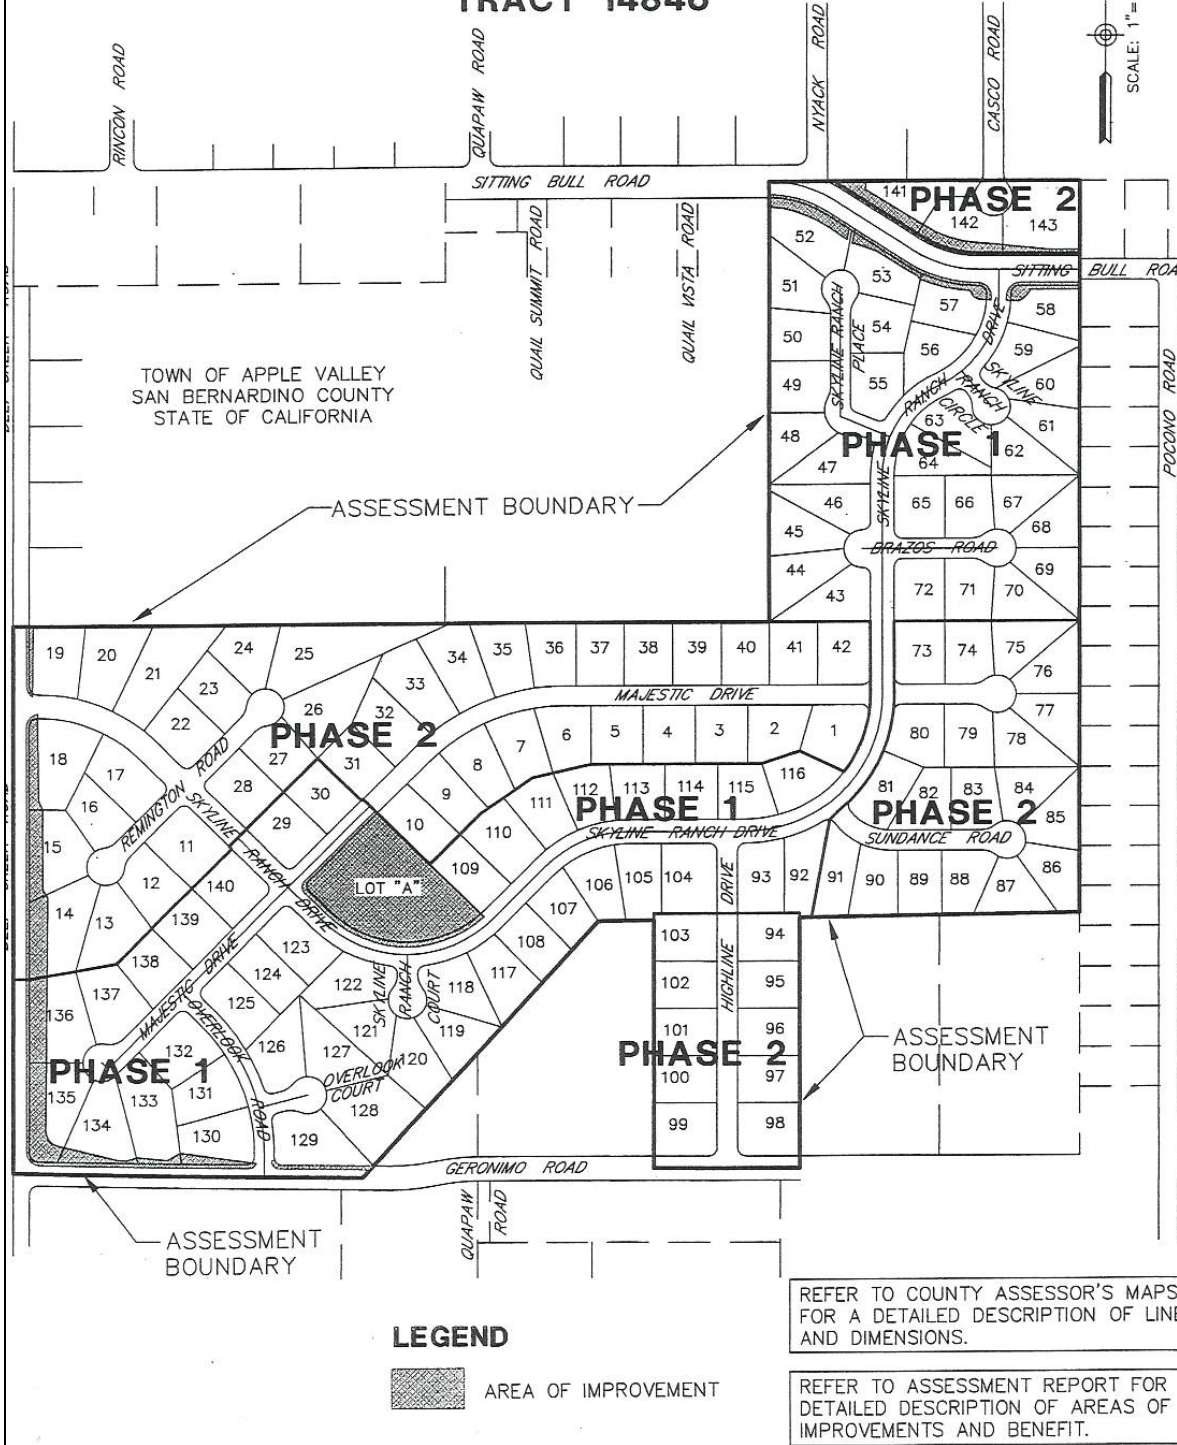 TRACT 14846
RINCON ROAD
QUAPAW ROAD
NYACK ROAD
CASCO ROAD
SCALE: 1"=
SITTING BULL ROAD
141
PHASE 2
142
143
QUAIL SUMMIT ROAD
QUAIL VISTA ROAD
52
SITTING BULL ROA
51
53
57
58
SKYLINE RANCH PLACE
50
54
56
SKYLINE RANCH DRIVE
59
POCONO ROAD
TOWN OF APPLE VALLEY
SAN BERNARDINO COUNTY
STATE OF CALIFORNIA
49
55
SKYLINE RANCH CIRCLE
60
63
61
48
PHASE 1
62
47
64
ASSESSMENT BOUNDARY
46
65
66
67
45
68
BRAZOS ROAD
44
69
43
72
71
70
19
20
21
24
25
34
35
36
37
38
39
40
41
42
73
74
75
76
23
33
MAJESTIC DRIVE
22
26
32
77
PHASE 2
18
17
REMINGTON ROAD
27
31
7
6
5
4
3
2
1
80
79
78
28
8
16
SKYLINE RANCH DRIVE
30
9
111
112
113
114
115
116
81
82
83
84
PHASE 1
PHASE 2
85
15
11
29
10
110
SKYLINE RANCH DRIVE
SUNDANCE ROAD
12
140
LOT "A"
109
106
105
104
HIGHLINE DRIVE
93
92
91
90
89
88
87
86
14
13
139
107
103
94
138
MAJESTIC DRIVE
123
108
137
124
122
SKYLINE RANCH COURT
118
117
102
95
136
125
OVERLOOK ROAD
121
119
101
96
ASSESSMENT
BOUNDARY
PHASE 1
132
126
127
120
PHASE 2
135
133
131
OVERLOOK
COURT
100
97
134
130
129
128
99
98
GERONIMO ROAD
QUAPAW ROAD
ASSESSMENT
BOUNDARY
REFER TO COUNTY ASSESSOR'S MAPS
FOR A DETAILED DESCRIPTION OF LINE
AND DIMENSIONS.
LEGEND
AREA OF IMPROVEMENT
REFER TO ASSESSMENT REPORT FOR
DETAILED DESCRIPTION OF AREAS OF
IMPROVEMENTS AND BENEFIT.